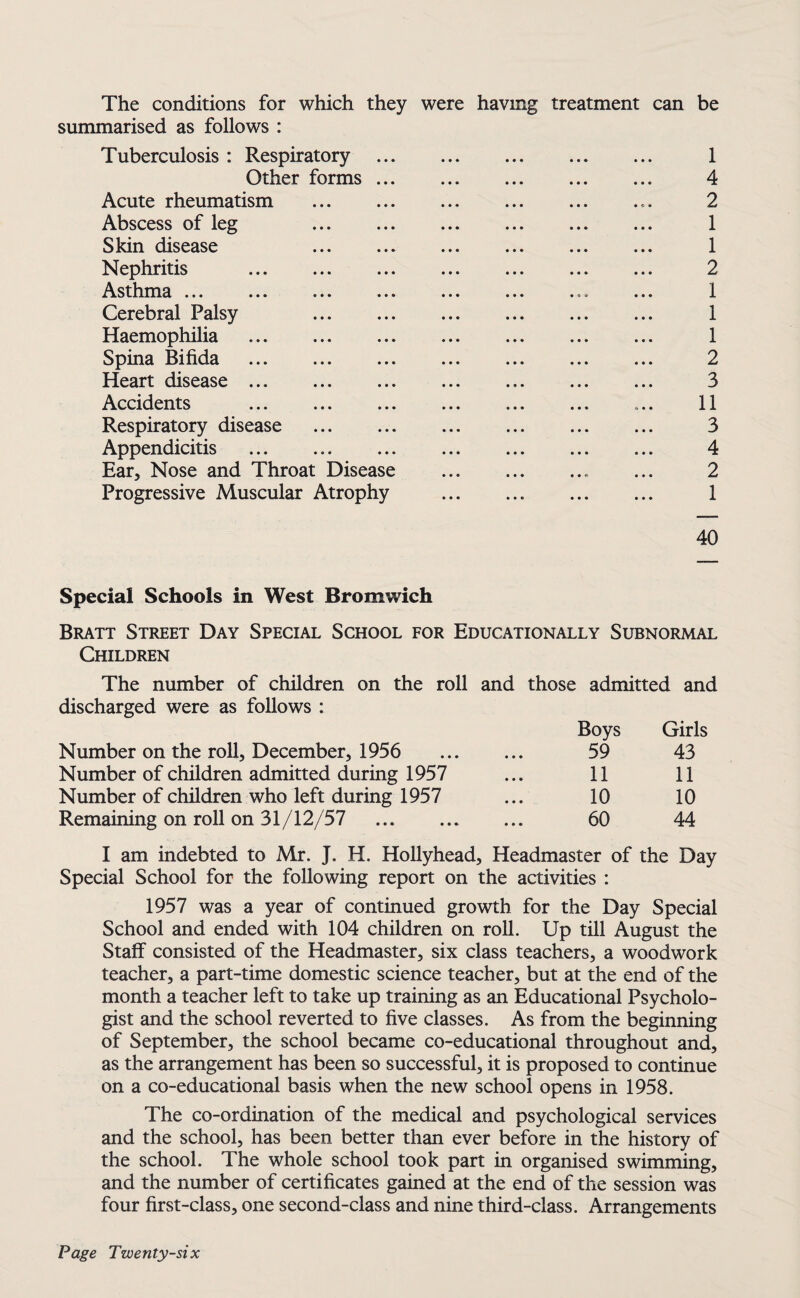 The conditions for which they were having treatment can be
summarised as follows :
Tuberculosis : Respiratory ... ... ... ... ... 1
Other forms ... ... ... ... ... 4
Acute rheumatism ... ... ... ... ... ... 2
Abscess of leg ... ... ... ... ... ... 1
Skin disease ... ... ... ... ... ... 1
Nephritis ... ... ... ... ... ... ... 2
Asthma ... ... ... ... ... ... ... ... 1
Cerebral Palsy ... ... ... ... ... ... 1
Haemophilia ... ... ... ... ... ... ... 1
Spina Bifida ... ... ... ... ... ... ... 2
Heart disease ... ... ... ... ... ... ... 3
Accidents ... ... ... ... ... ... ... 11
Respiratory disease ... ... ... ... ... ... 3
Appendicitis ... ... ... ... ... ... ... 4
Ear, Nose and Throat Disease ... ... ... ... 2
Progressive Muscular Atrophy ... ... ... ... 1
40
Special Schools in West Bromwich
Bratt Street Day Special School for Educationally Subnormal
Children
The number of children on the roll and those admitted and
discharged were as follows :
Boys Girls
Number on the roll, December, 1956 ... ... 59 43
Number of children admitted during 1957 ... 11 11
Number of children who left during 1957 ... 10 10
Remaining on roll on 31/12/57 ... ... ... 60 44
I am indebted to Mr. J. H. Hollyhead, Headmaster of the Day
Special School for the following report on the activities :
1957 was a year of continued growth for the Day Special
School and ended with 104 children on roll. Up till August the
Staff consisted of the Headmaster, six class teachers, a woodwork
teacher, a part-time domestic science teacher, but at the end of the
month a teacher left to take up training as an Educational Psycholo-
gist and the school reverted to five classes. As from the beginning
of September, the school became co-educational throughout and,
as the arrangement has been so successful, it is proposed to continue
on a co-educational basis when the new school opens in 1958.
The co-ordination of the medical and psychological services
and the school, has been better than ever before in the history of
the school. The whole school took part in organised swimming,
and the number of certificates gained at the end of the session was
four first-class, one second-class and nine third-class. Arrangements
Page Twenty-six